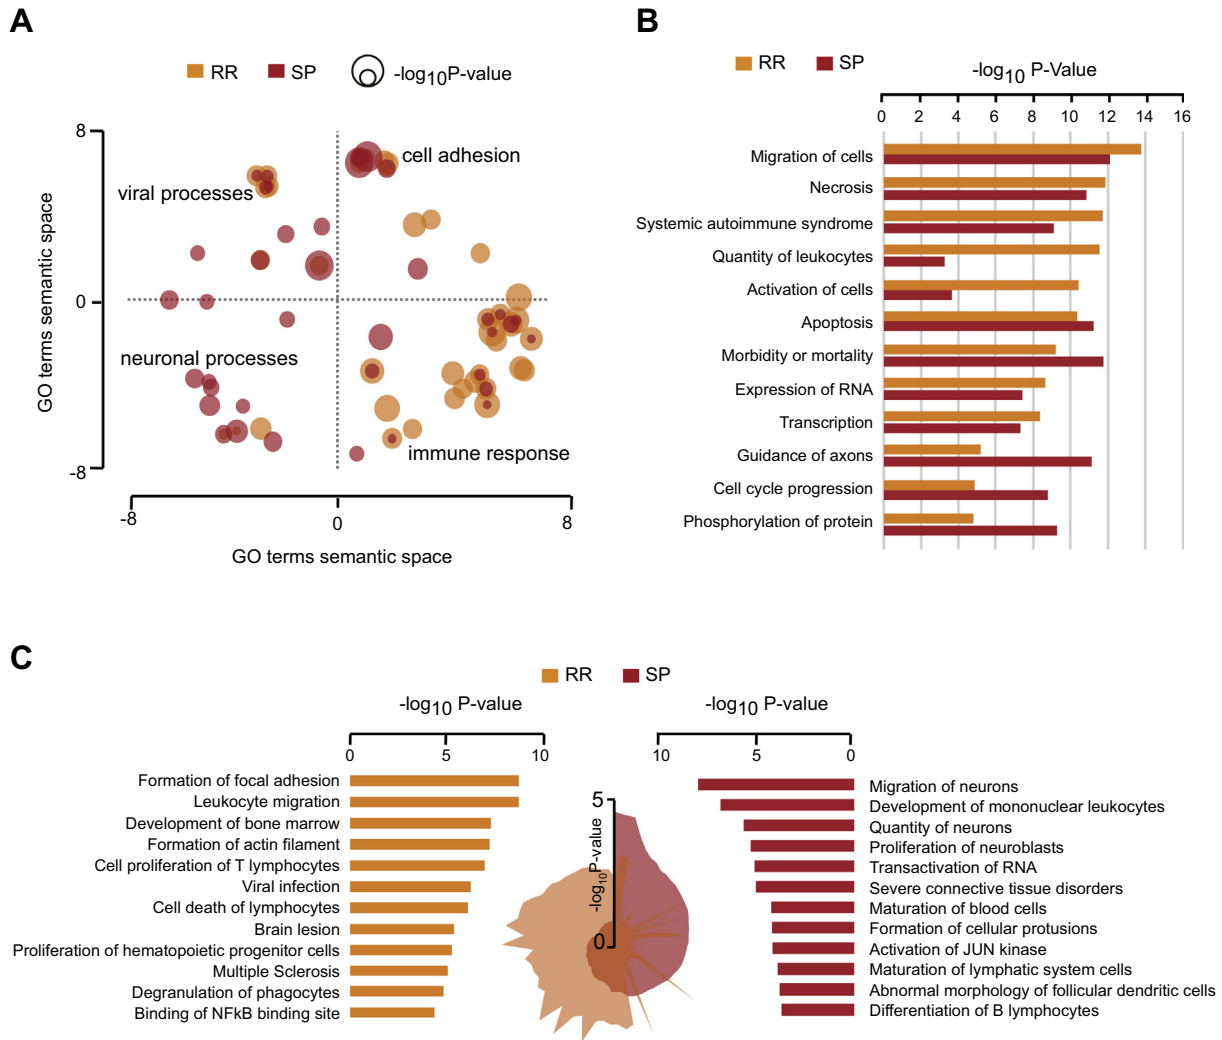 A
RR SP -log10P-value
8
0
-8
GO terms semantic space
cell adhesion
viral processes
neuronal processes
immune response
-8 0 8
GO terms semantic space
B
RR SP -log10 P-Value
0 2 4 6 8 10 12 14 16
Migration of cells
Necrosis
Systemic autoimmune syndrome
Quantity of leukocytes
Activation of cells
Apoptosis
Morbidity or mortality
Expression of RNA
Transcription
Guidance of axons
Cell cycle progression
Phosphorylation of protein
C
RR SP
-log10 P-value
0 5 10
Formation of focal adhesion
Leukocyte migration
Development of bone marrow
Formation of actin filament
Cell proliferation of T lymphocytes
Viral infection
Cell death of lymphocytes
Brain lesion
Proliferation of hematopoietic progenitor cells
Multiple Sclerosis
Degranulation of phagocytes
Binding of NFkB binding site
5
0
-log10P-value
-log10 P-value
10 5 0
Migration of neurons
Development of mononuclear leukocytes
Quantity of neurons
Proliferation of neuroblasts
Transactivation of RNA
Severe connective tissue disorders
Maturation of blood cells
Formation of cellular protusions
Activation of JUN kinase
Maturation of lymphatic system cells
Abnormal morphology of follicular dendritic cells
Differentiation of B lymphocytes